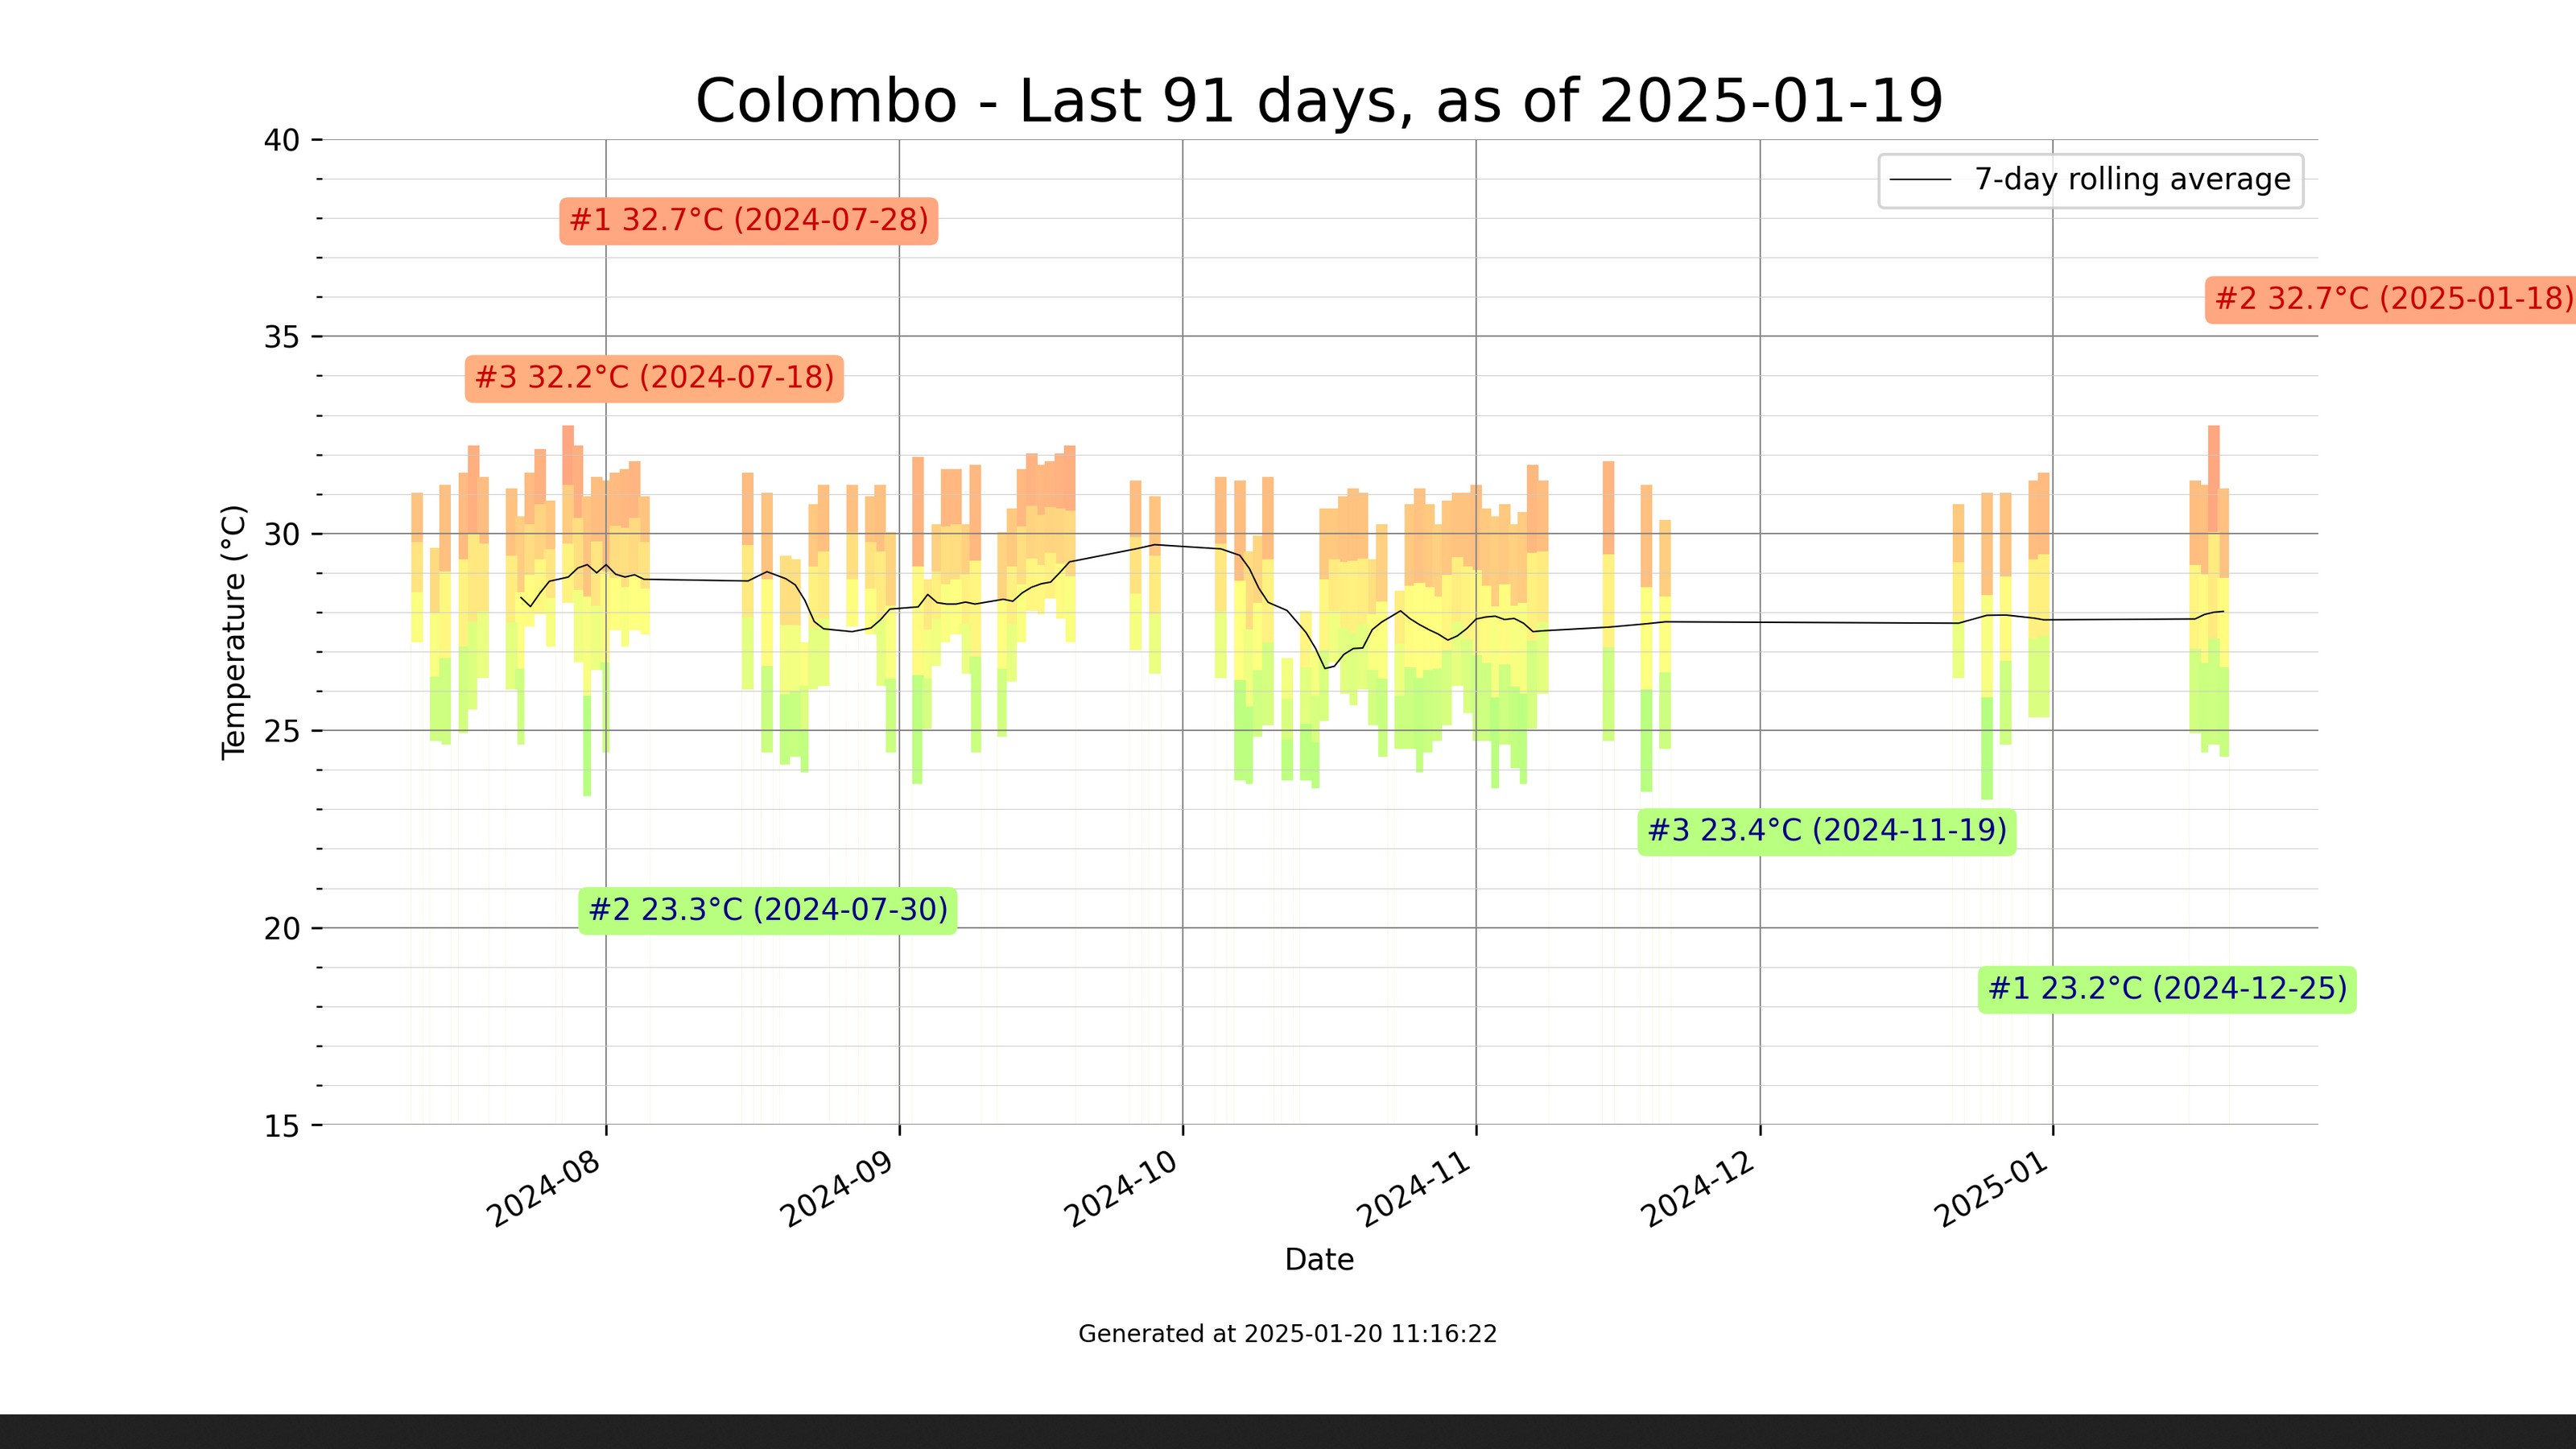 Colombo - Last 91 days, as of 2025-01-19
40
7-day rolling average
#1 32.7°C (2024-07-28)
#2 32.7°C (2025-01-18)
35
#3 32.2°C (2024-07-18)
Temperature (°C)
30
25
#3 23.4°C (2024-11-19)
#2 23.3°C (2024-07-30)
20
#1 23.2°C (2024-12-25)
15
2024-08
2024-09
2024-10
2024-11
2024-12
2025-01
Date
Generated at 2025-01-20 11:16:22